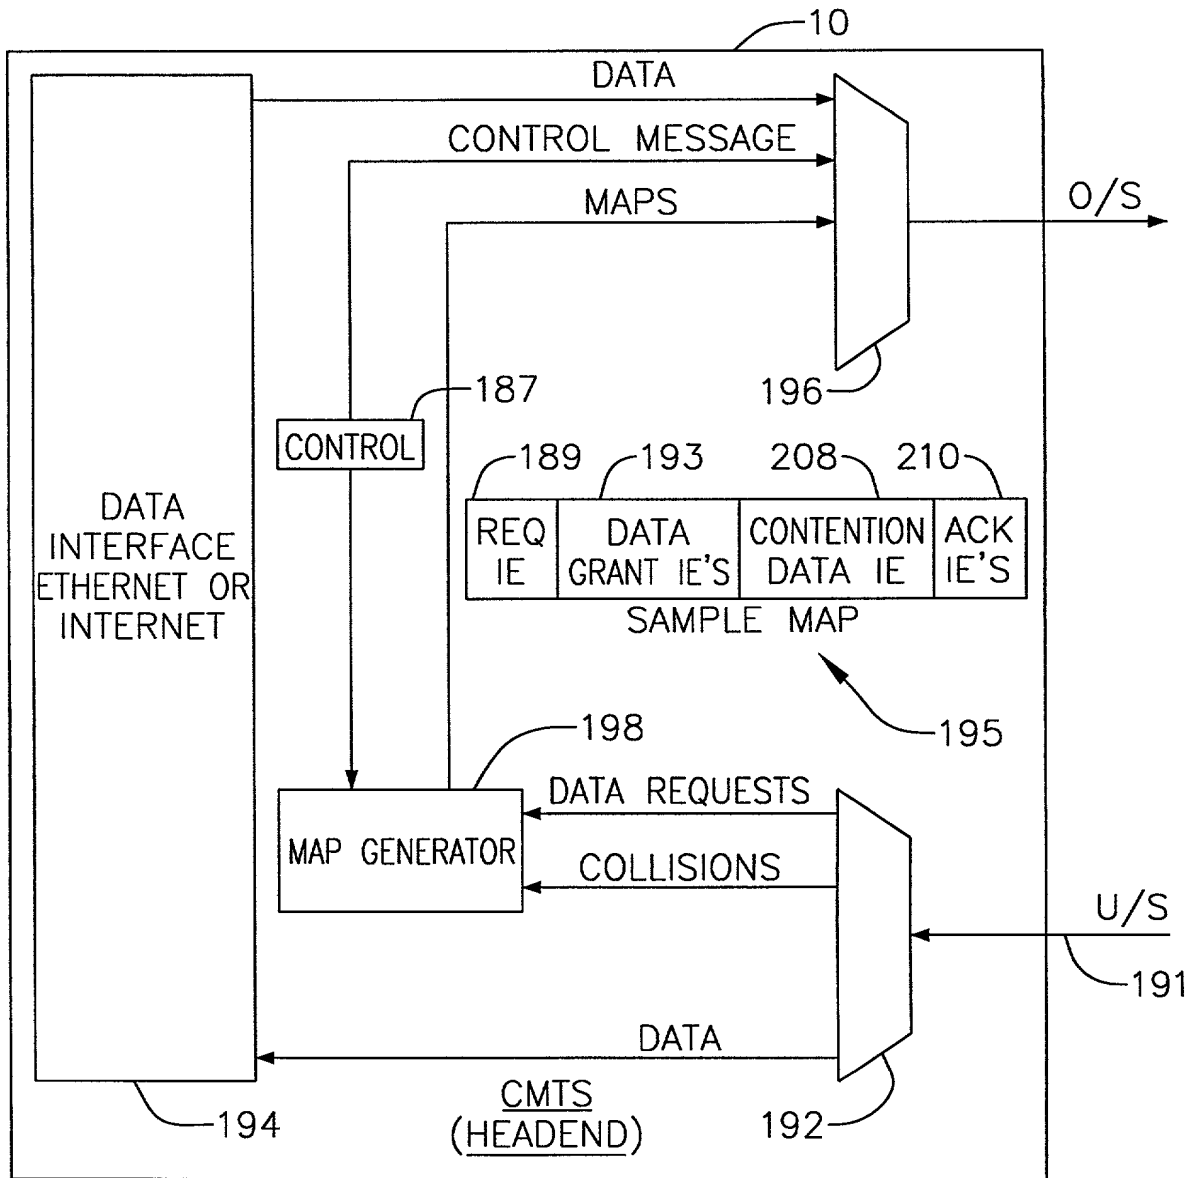 10
DATA
CONTROL MESSAGE
MAPS
O/S
196
187
CONTROL
189
193
208
210
REQ
IE
DATA
GRANT IE'S
CONTENTION
DATA IE
ACK
IE'S
SAMPLE MAP
195
DATA
INTERFACE
ETHERNET OR
INTERNET
198
MAP GENERATOR
DATA REQUESTS
COLLISIONS
U/S
191
DATA
192
194
CMTS
(HEADEND)